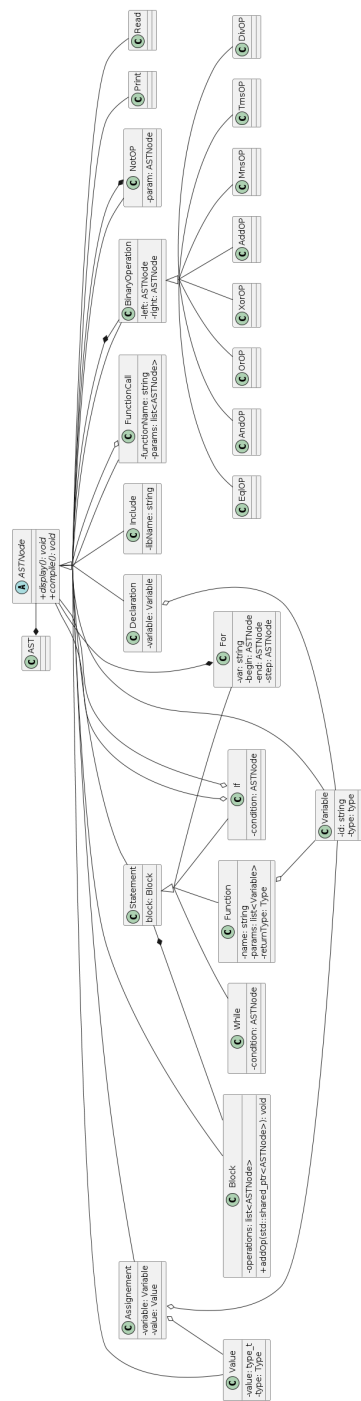 C Read
C Print
C NotOP
-param: ASTNode
C BinaryOperation
-left: ASTNode
-right: ASTNode
C FunctionCall
-functionName: string
-params: list<ASTNode>
C Include
-libName: string
C Declaration
-variable: Variable
A ASTNode
+display(): void
+compile(): void
C AST
C DivOP
C TmsOP
C MnsOP
C AddOP
C XorOP
C OrOP
C AndOP
C EqlOP
C For
-var: string
-begin: ASTNode
-end: ASTNode
-step: ASTNode
C Statement
block: Block
C If
-condition: ASTNode
C Function
-name: string
-params: list<Variable>
-returnType: Type
C Variable
-id: string
-type: type
C While
-condition: ASTNode
C Block
-operations: list<ASTNode>
+addOp(std::shared_ptr<ASTNode>): void
C Assignement
-variable: Variable
-value: Value
C Value
-value: type_t
-type: Type